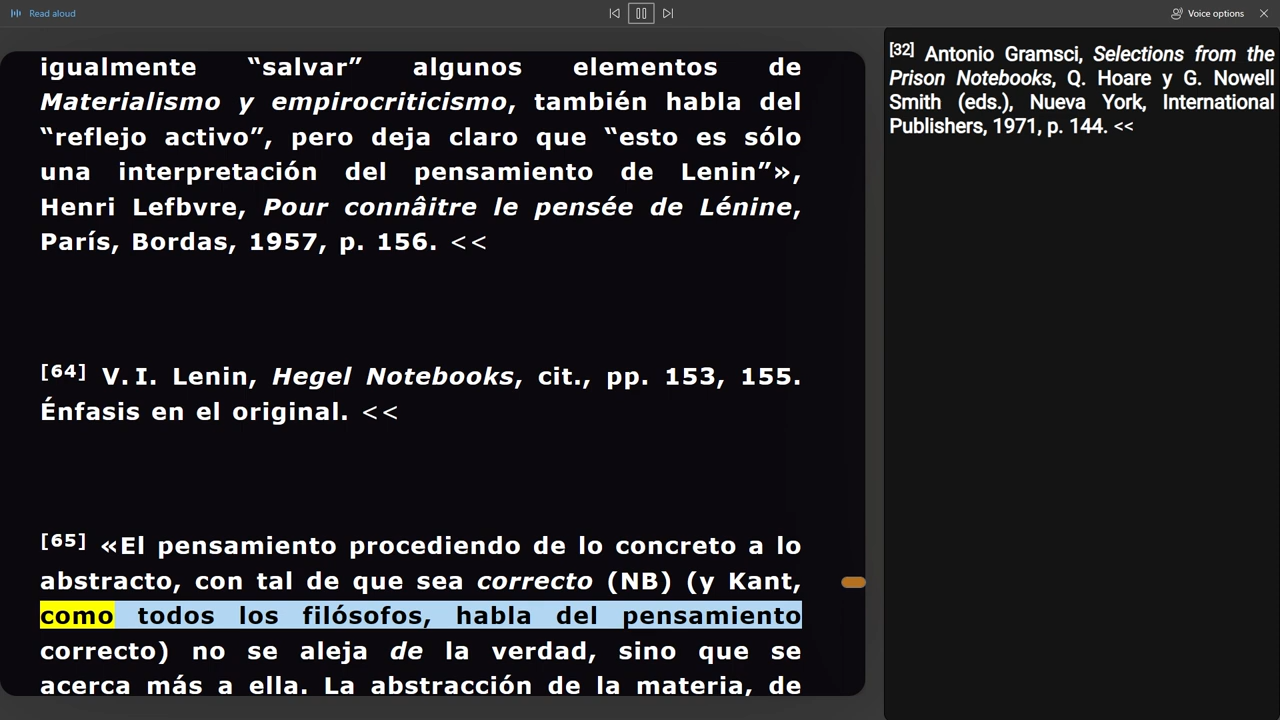 Read aloud
Voice options
igualmente “salvar” algunos elementos de
Materialismo y empirocriticismo, también habla del
“reflejo activo”, pero deja claro que “esto es sólo
una interpretación del pensamiento de Lenin”»,
Henri Lefbvre, Pour connâitre le pensée de Lénine,
París, Bordas, 1957, p. 156. <<
[64] V. I. Lenin, Hegel Notebooks, cit., pp. 153, 155.
Énfasis en el original. <<
[65] «El pensamiento procediendo de lo concreto a lo
abstracto, con tal de que sea correcto (NB) (y Kant,
como todos los filósofos, habla del pensamiento
correcto) no se aleja de la verdad, sino que se
acerca más a ella. La abstracción de la materia, de
[32] Antonio Gramsci, Selections from the
Prison Notebooks, Q. Hoare y G. Nowell
Smith (eds.), Nueva York, International
Publishers, 1971, p. 144. <<